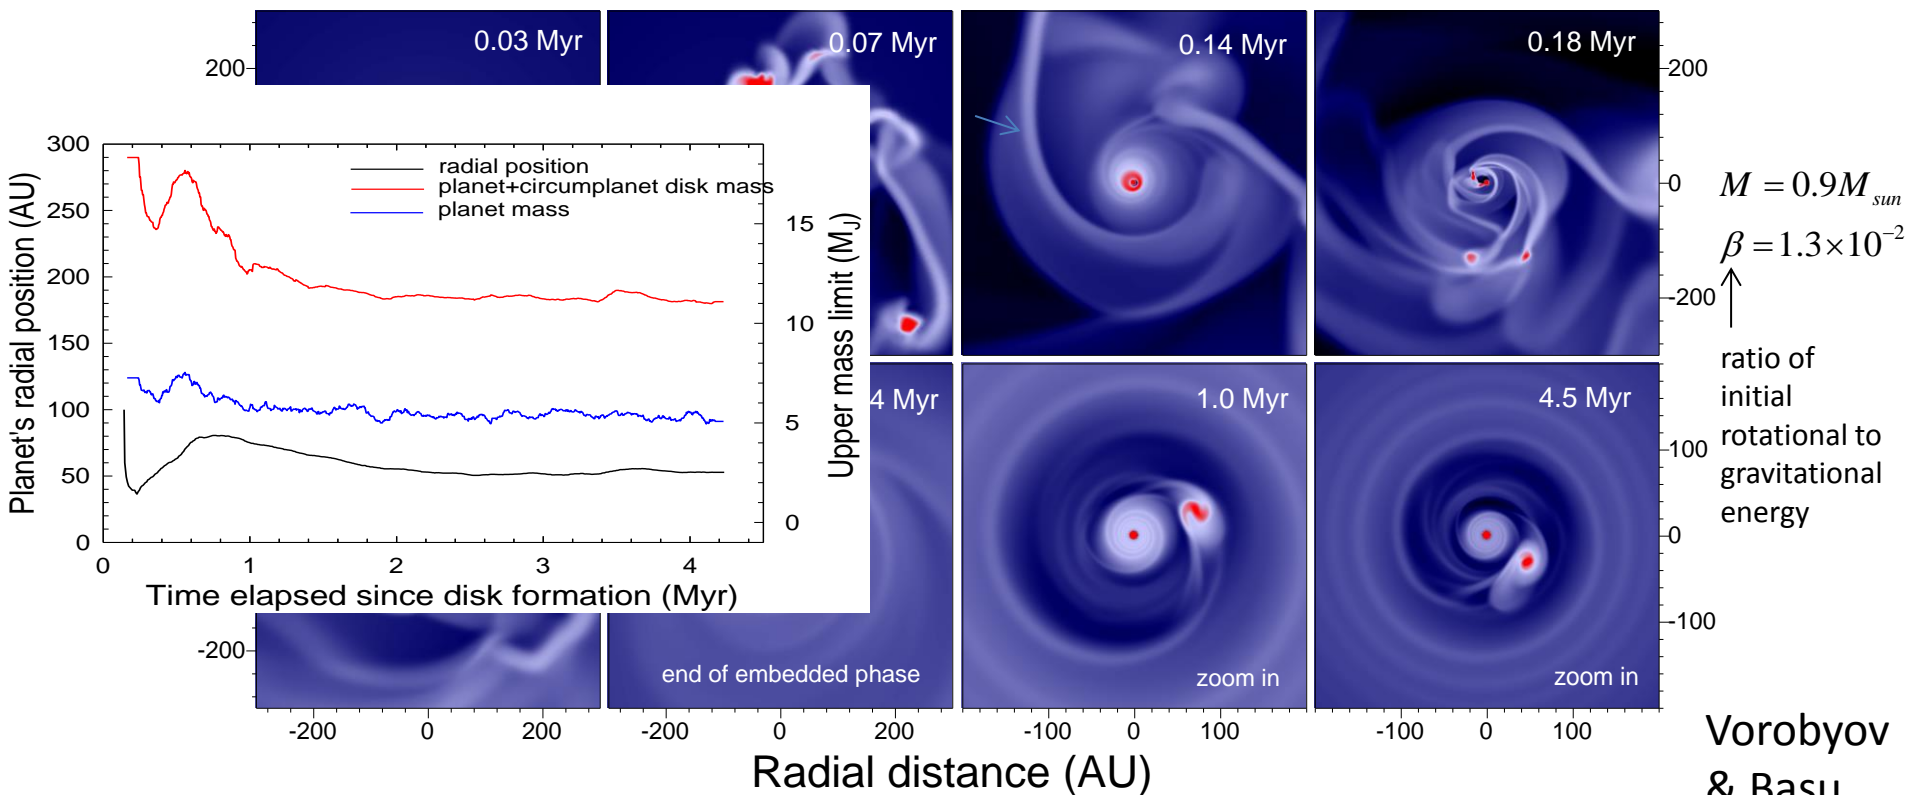 0.03 Myr
0.07 Myr
0.14 Myr
0.18 Myr
200
200
0
-200
M = 0.9M sun
β = 1.3×10⁻²
ratio of
initial
rotational to
gravitational
energy
300
250
200
150
100
50
0
Planet's radial position (AU)
radial position
planet+circumplanet disk mass
planet mass
15
10
5
0
Upper mass limit (MJ)
0 1 2 3 4
Time elapsed since disk formation (Myr)
4 Myr
1.0 Myr
4.5 Myr
100
0
-100
-200
end of embedded phase
zoom in
zoom in
-200 0 200
-200 0 200
-100 0 100
-100 0 100
Radial distance (AU)
Vorobyov
& Basu